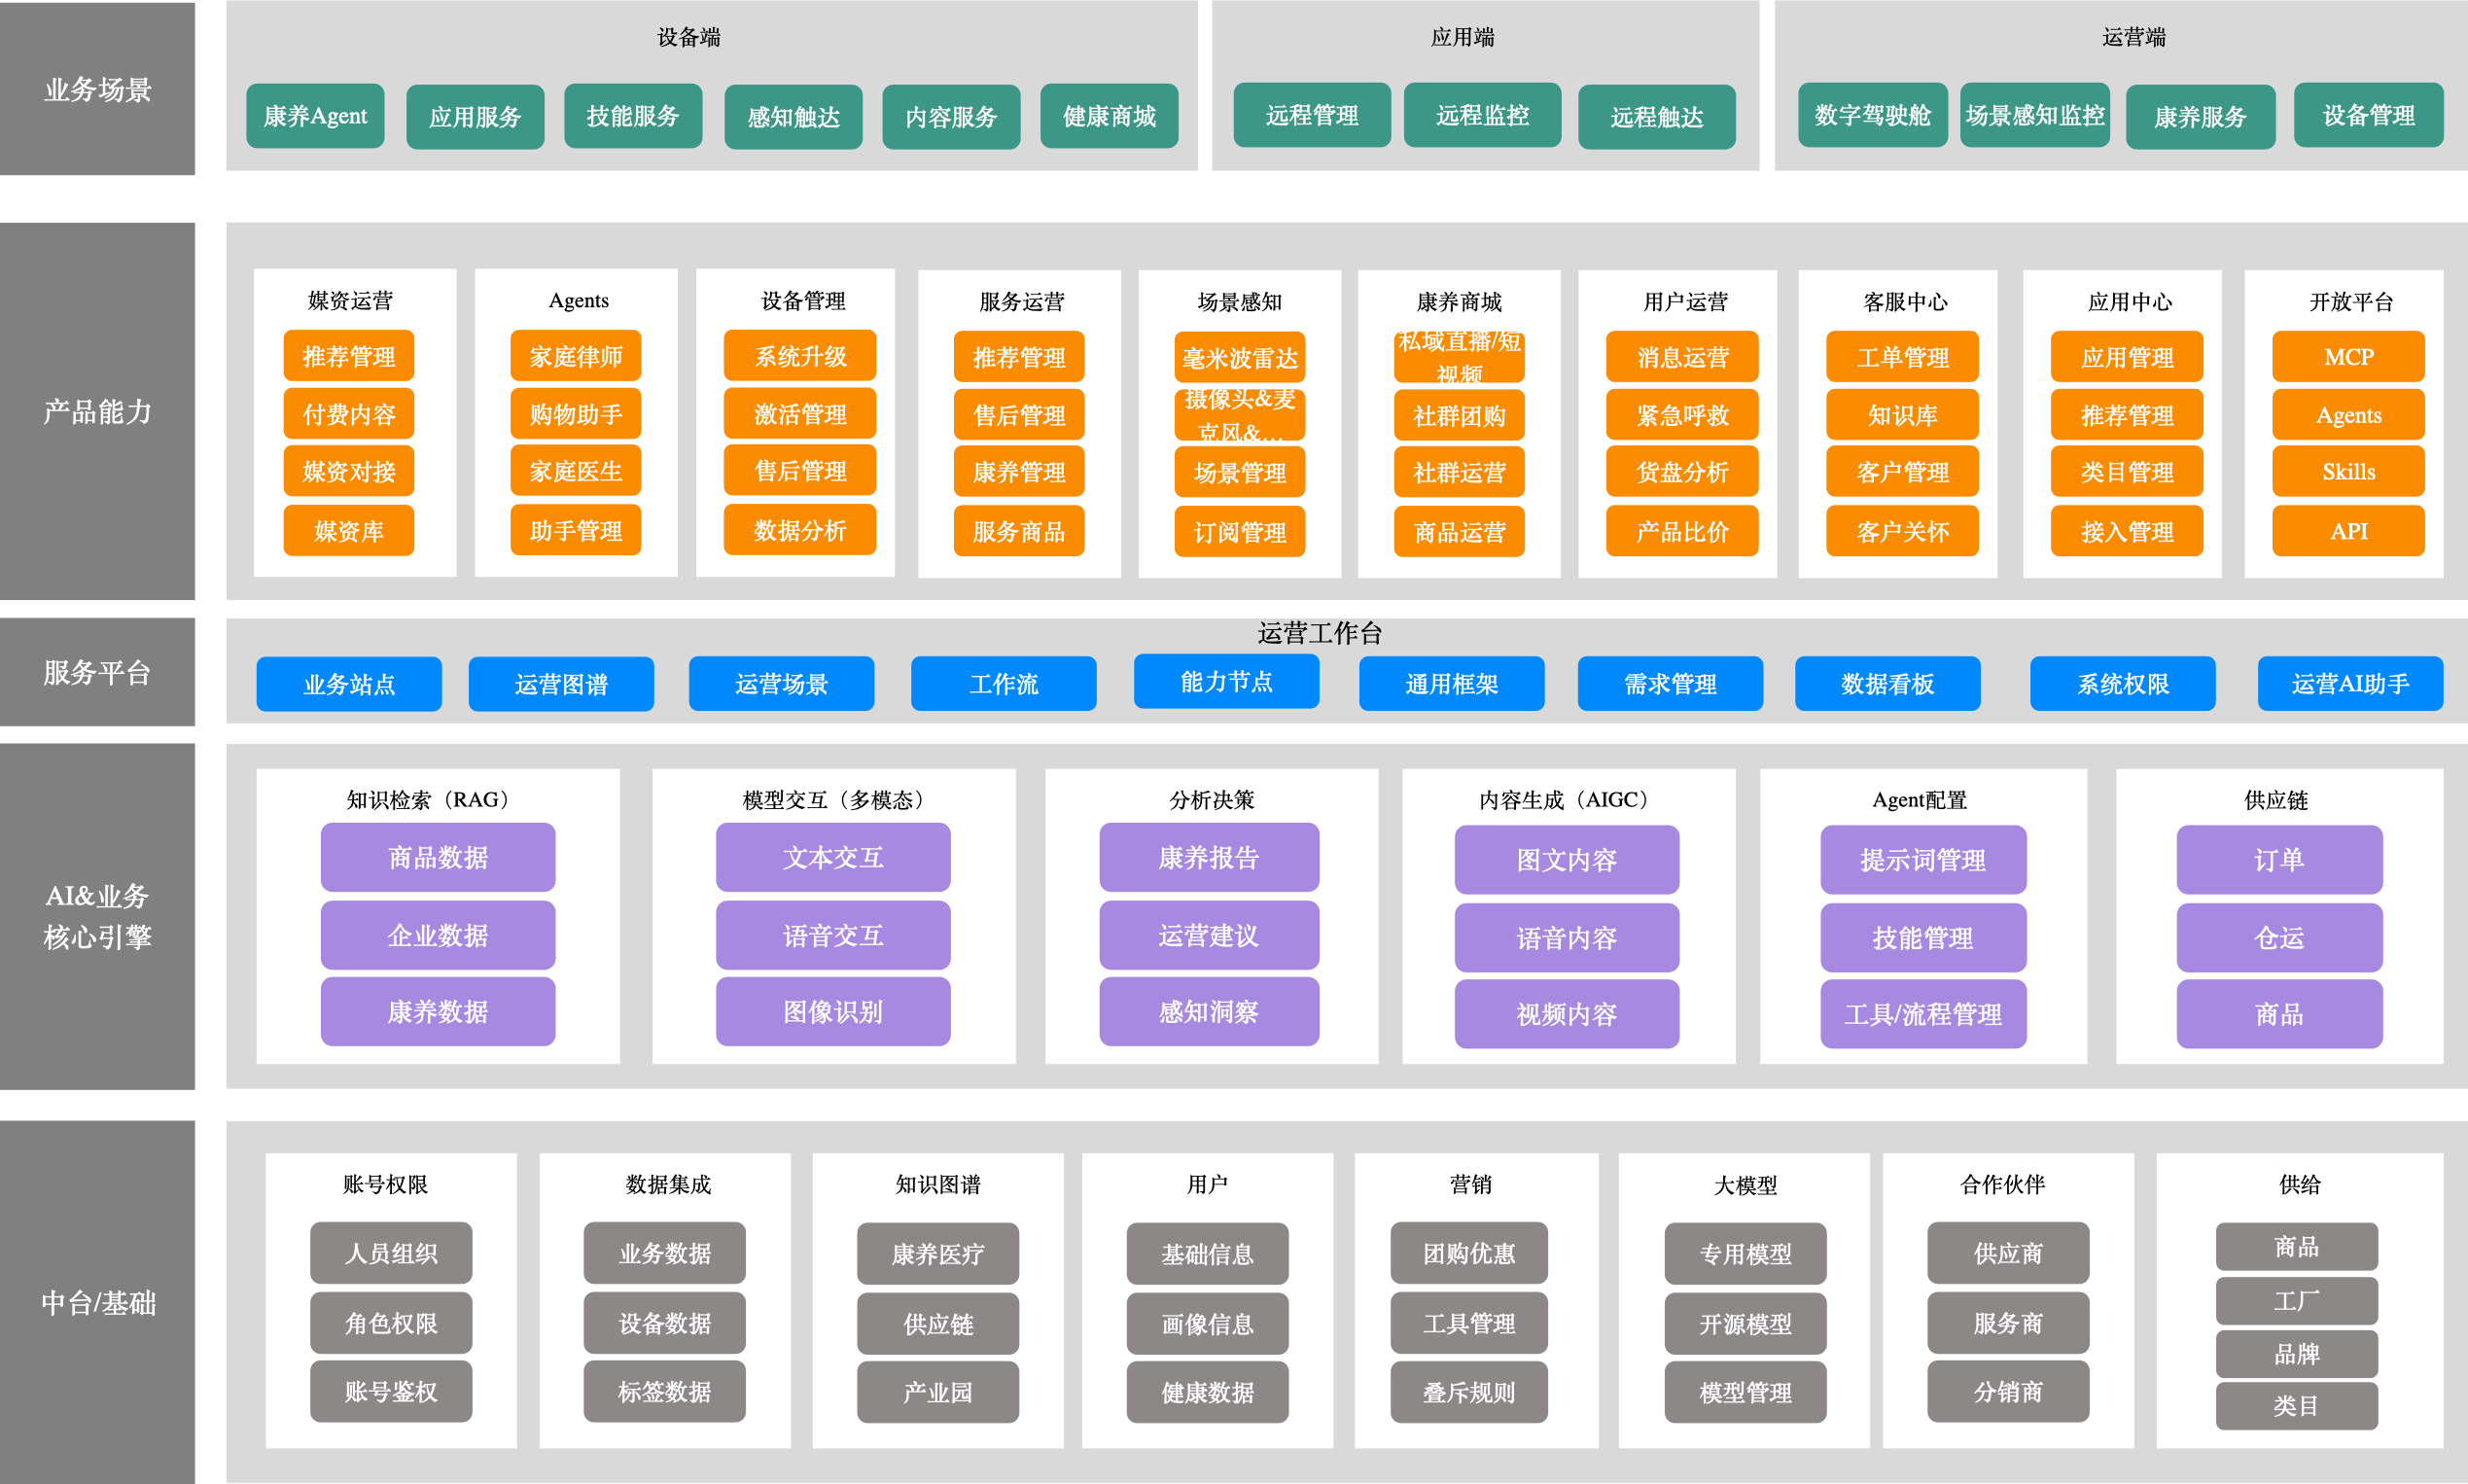 业务场景
设备端
康养Agent
应用服务
技能服务
感知触达
内容服务
健康商城
应用端
远程管理
远程监控
远程触达
运营端
数字驾驶舱
场景感知监控
康养服务
设备管理
产品能力
媒资运营
推荐管理
付费内容
媒资对接
媒资库
Agents
家庭律师
购物助手
家庭医生
助手管理
设备管理
系统升级
激活管理
售后管理
数据分析
服务运营
推荐管理
售后管理
康养管理
服务商品
场景感知
毫米波雷达
摄像头&麦
克风&...
场景管理
订阅管理
康养商城
私域直播/短
视频
社群团购
社群运营
商品运营
用户运营
消息运营
紧急呼救
货盘分析
产品比价
客服中心
工单管理
知识库
客户管理
客户关怀
应用中心
应用管理
推荐管理
类目管理
接入管理
开放平台
MCP
Agents
Skills
API
服务平台
运营工作台
业务站点
运营图谱
运营场景
工作流
能力节点
通用框架
需求管理
数据看板
系统权限
运营AI助手
AI&业务
核心引擎
知识检索（RAG）
商品数据
企业数据
康养数据
模型交互（多模态）
文本交互
语音交互
图像识别
分析决策
康养报告
运营建议
感知洞察
内容生成（AIGC）
图文内容
语音内容
视频内容
Agent配置
提示词管理
技能管理
工具/流程管理
供应链
订单
仓运
商品
中台/基础
账号权限
人员组织
角色权限
账号鉴权
数据集成
业务数据
设备数据
标签数据
知识图谱
康养医疗
供应链
产业园
用户
基础信息
画像信息
健康数据
营销
团购优惠
工具管理
叠斥规则
大模型
专用模型
开源模型
模型管理
合作伙伴
供应商
服务商
分销商
供给
商品
工厂
品牌
类目